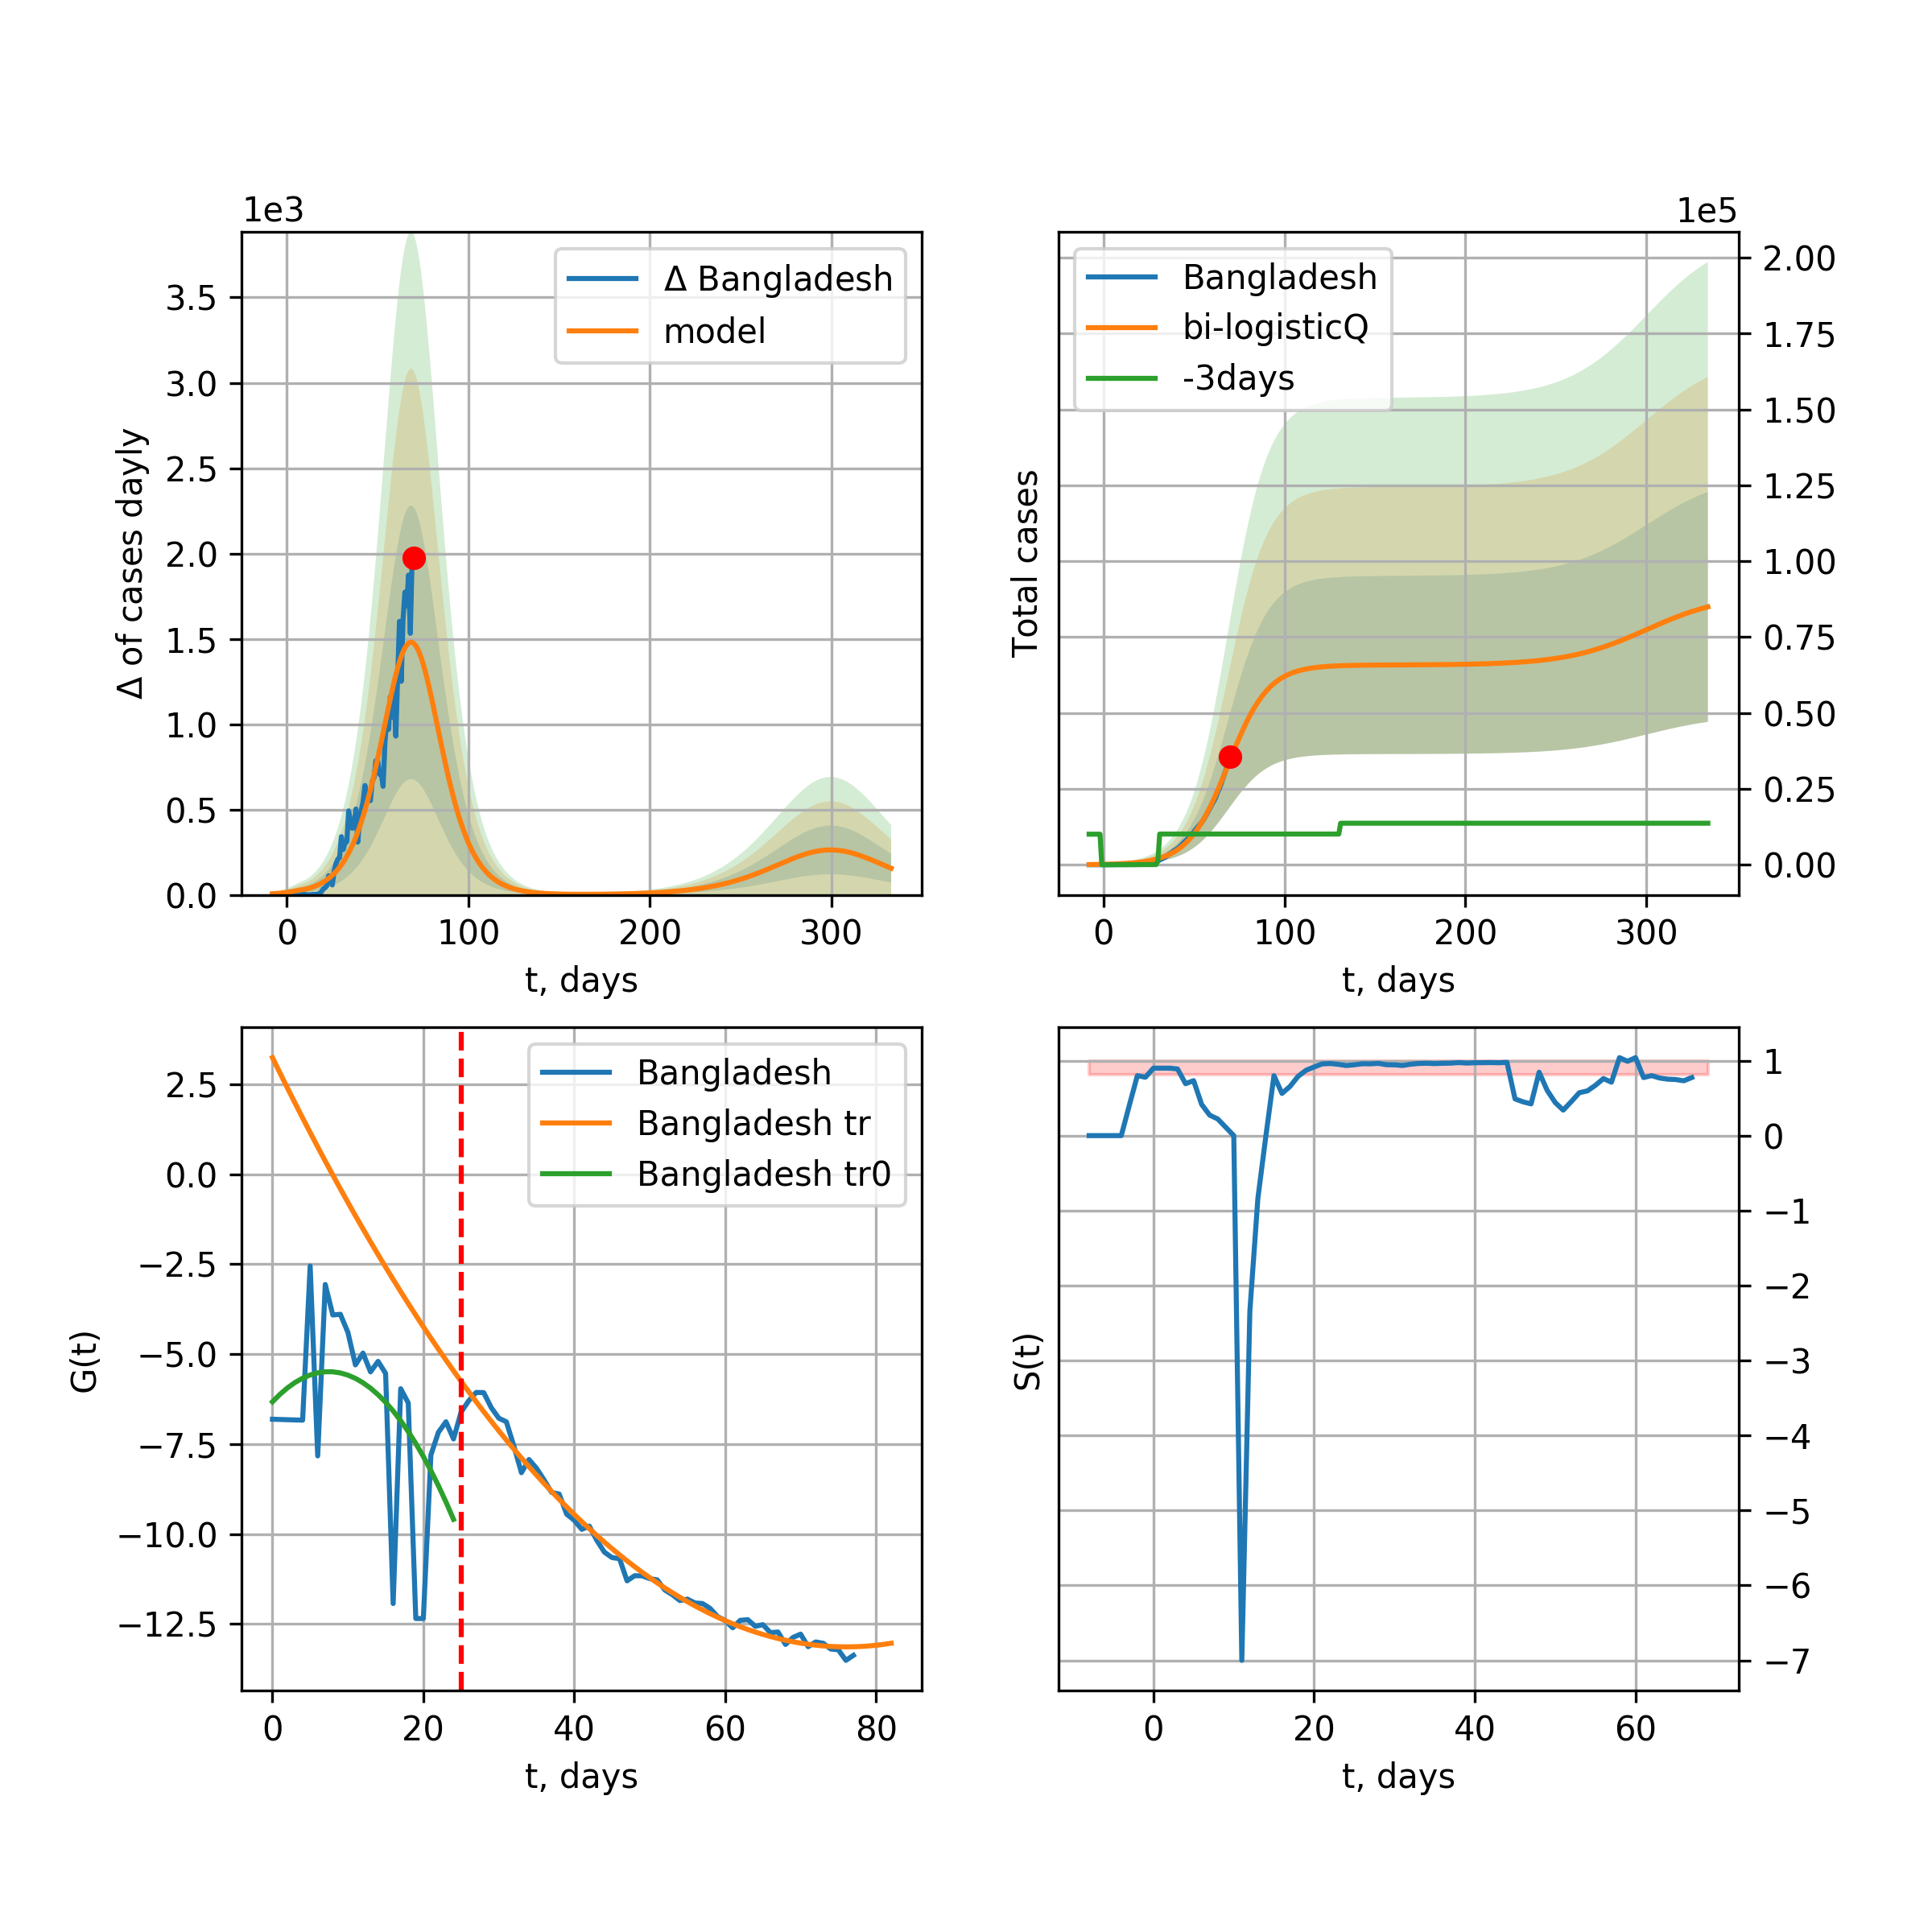 1e3
Δ of cases dayly
3.5
3.0
2.5
2.0
1.5
1.0
0.5
0.0
0 100 200 300
t, days
Δ Bangladesh
model
1e5
Total cases
2.00
1.75
1.50
1.25
1.00
0.75
0.50
0.25
0.00
0 100 200 300
t, days
Bangladesh
bi-logisticQ
-3days
G(t)
2.5
0.0
−2.5
−5.0
−7.5
−10.0
−12.5
0 20 40 60 80
t, days
Bangladesh
Bangladesh tr
Bangladesh tr0
S(t)
1
0
−1
−2
−3
−4
−5
−6
−7
0 20 40 60
t, days